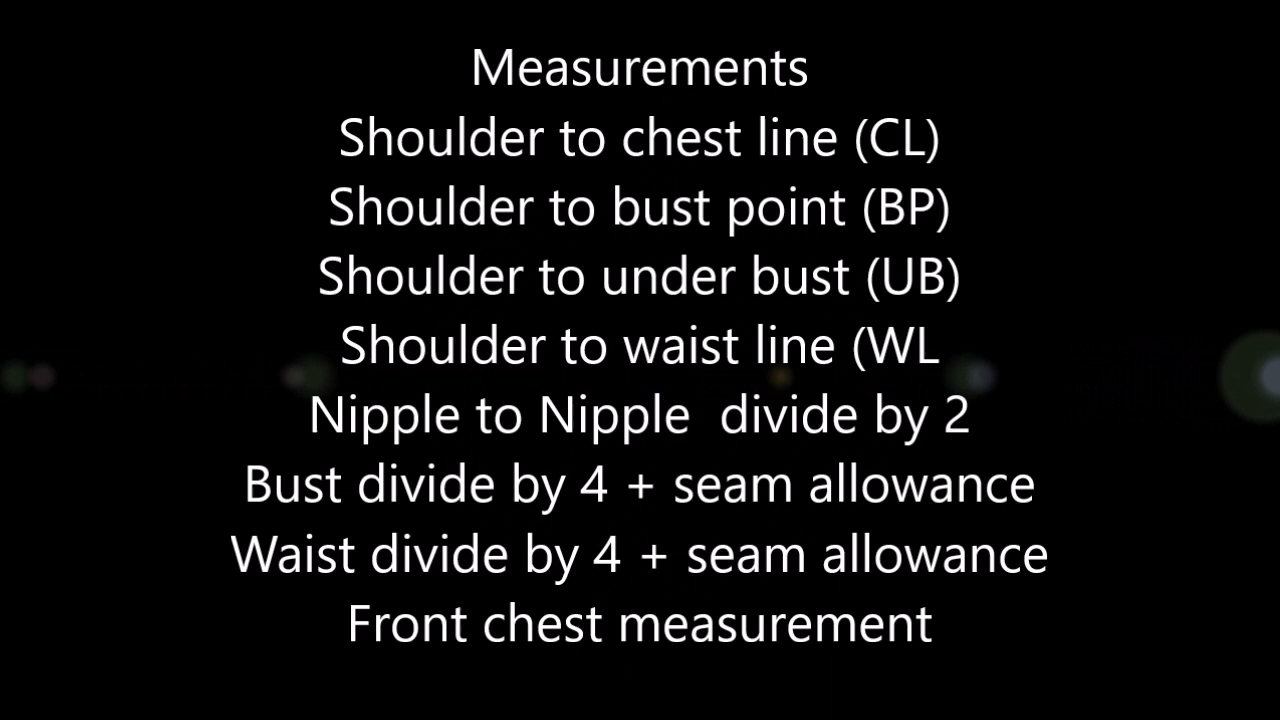 Measurements
Shoulder to chest line (CL)
Shoulder to bust point (BP)
Shoulder to under bust (UB)
Shoulder to waist line (WL
Nipple to Nipple  divide by 2
Bust divide by 4 + seam allowance
Waist divide by 4 + seam allowance
Front chest measurement